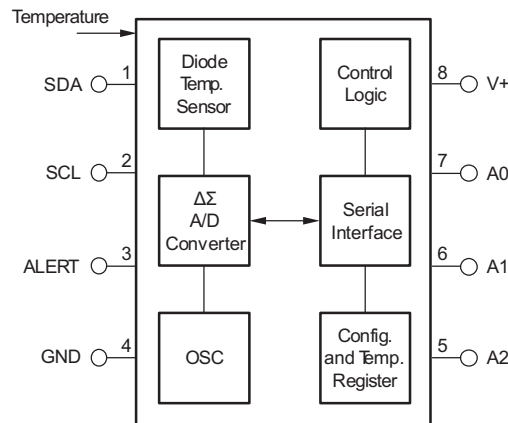 Temperature
1
SDA
Diode
Temp.
Sensor
Control
Logic
8
V+
2
SCL
ΔΣ
A/D
Converter
Serial
Interface
7
A0
3
ALERT
6
A1
4
GND
OSC
Config.
and Temp.
Register
5
A2